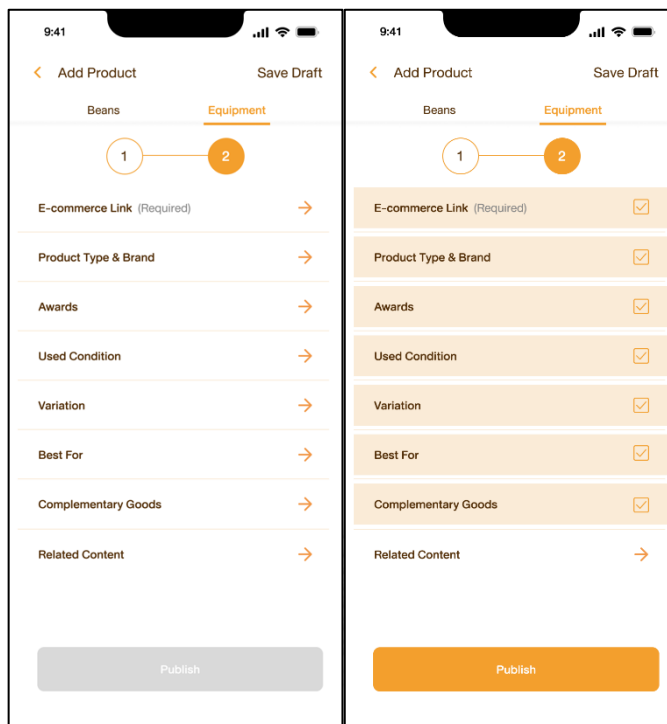 9:41
Add Product Save Draft
Beans Equipment
1 2
E-commerce Link (Required)
Product Type & Brand
Awards
Used Condition
Variation
Best For
Complementary Goods
Related Content
Publish
9:41
Add Product Save Draft
Beans Equipment
1 2
E-commerce Link (Required)
Product Type & Brand
Awards
Used Condition
Variation
Best For
Complementary Goods
Related Content
Publish